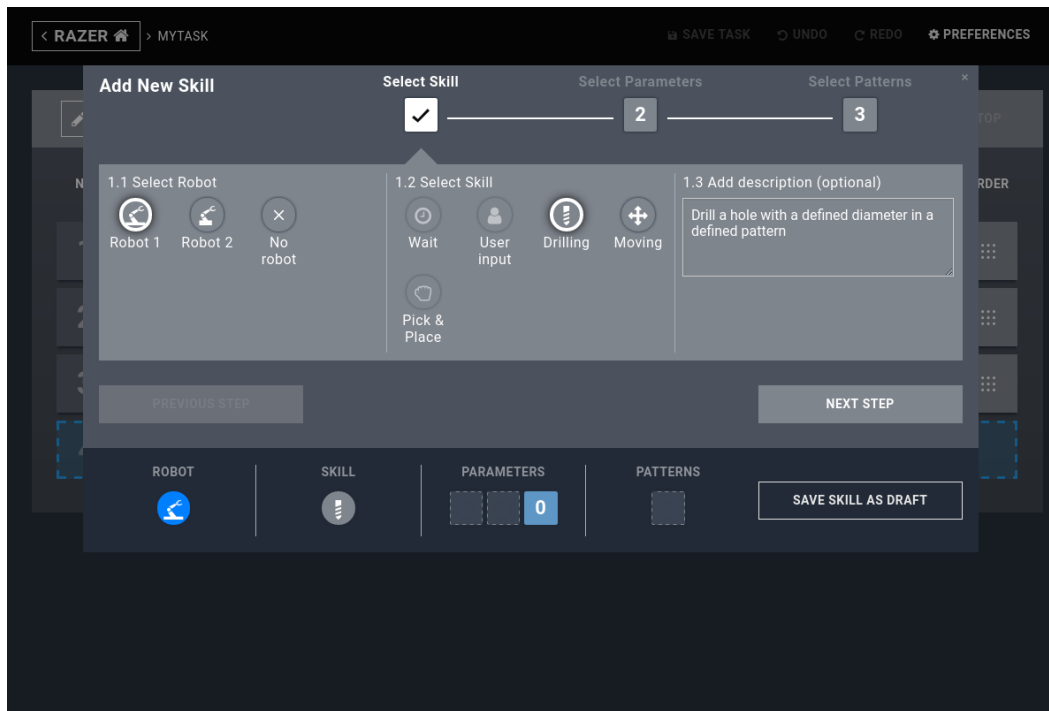 RAZER > MYTASK
SAVE TASK UNDO REDO PREFERENCES
Add New Skill
Select Skill Select Parameters Select Patterns ×
2 3
TOP
N
RDER
1.1 Select Robot
Robot 1 Robot 2 No
robot
1.2 Select Skill
Wait User
input Drilling Moving
Pick &
Place
1.3 Add description (optional)
Drill a hole with a defined diameter in a
defined pattern
PREVIOUS STEP NEXT STEP
ROBOT SKILL PARAMETERS PATTERNS
0
SAVE SKILL AS DRAFT